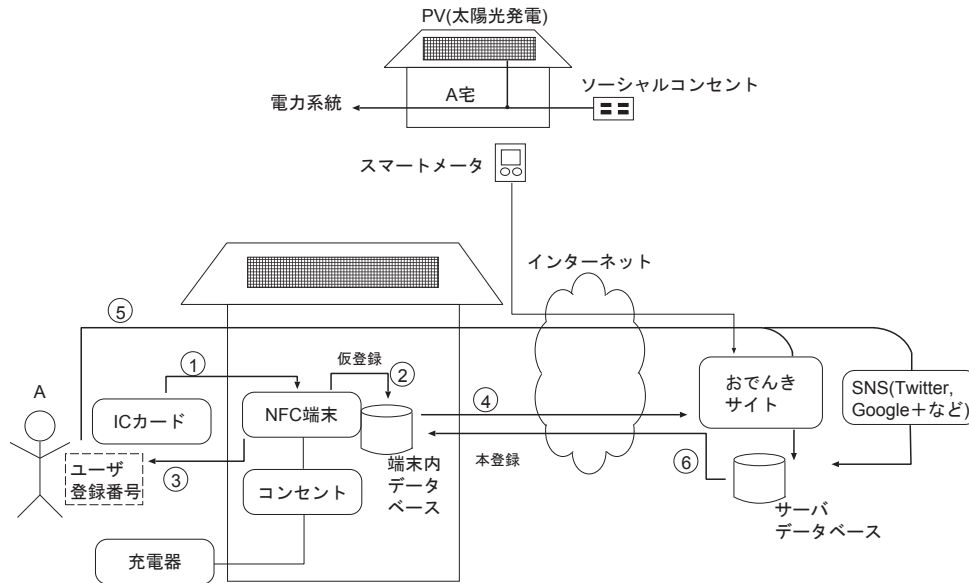 PV(太陽光発電)
A宅
ソーシャルコンセント
電力系統
スマートメータ
インターネット
⑤
①
仮登録
②
A
ICカード
NFC端末
④
おでんき
サイト
SNS(Twitter,
Google＋など)
③
本登録
⑥
ユーザ
登録番号
端末内
データ
ベース
コンセント
サーバ
データベース
充電器